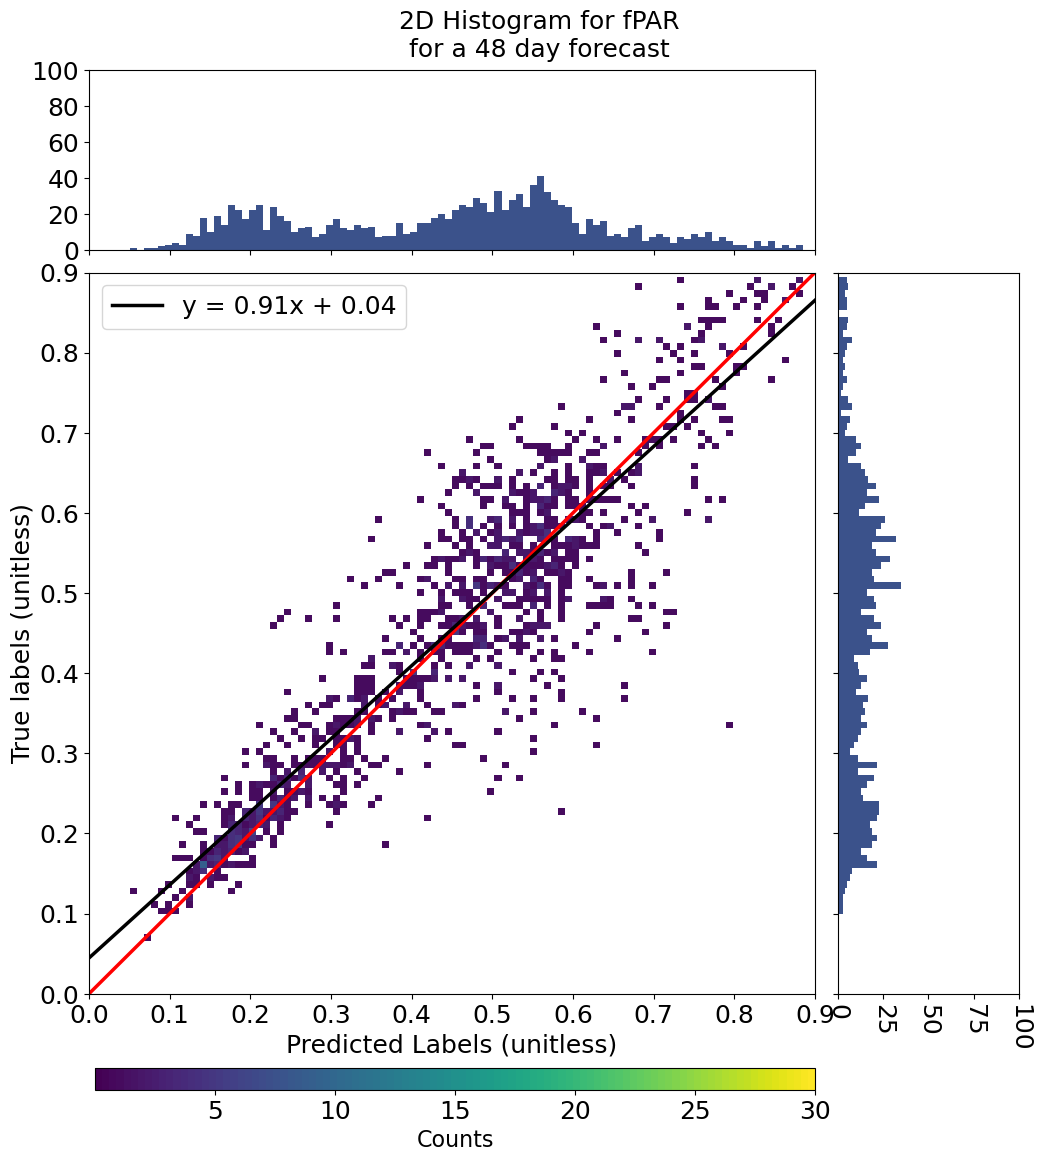 2D Histogram for fPAR
for a 48 day forecast
100
80
60
40
20
0
0.9
0.8
0.7
0.6
0.5
0.4
0.3
0.2
0.1
0.0
True labels (unitless)
y = 0.91x + 0.04
0.0 0.1 0.2 0.3 0.4 0.5 0.6 0.7 0.8 0.9
Predicted Labels (unitless)
0 25 50 75 100
5 10 15 20 25 30
Counts